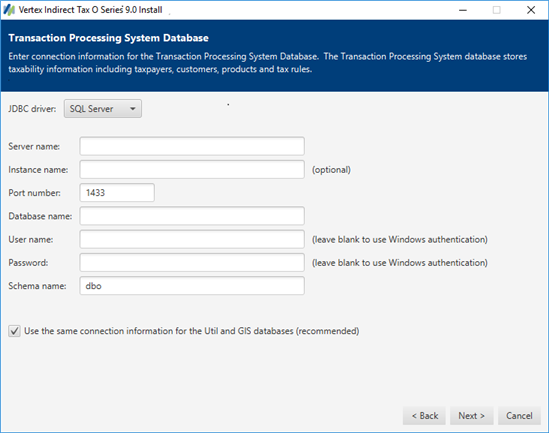 Vertex Indirect Tax O Series 9.0 Install
Transaction Processing System Database
Enter connection information for the Transaction Processing System Database. The Transaction Processing System database stores
taxability information including taxpayers, customers, products and tax rules.
JDBC driver: SQL Server
Server name:
Instance name: (optional)
Port number: 1433
Database name:
User name: (leave blank to use Windows authentication)
Password: (leave blank to use Windows authentication)
Schema name: dbo
Use the same connection information for the Util and GIS databases (recommended)
< Back Next > Cancel